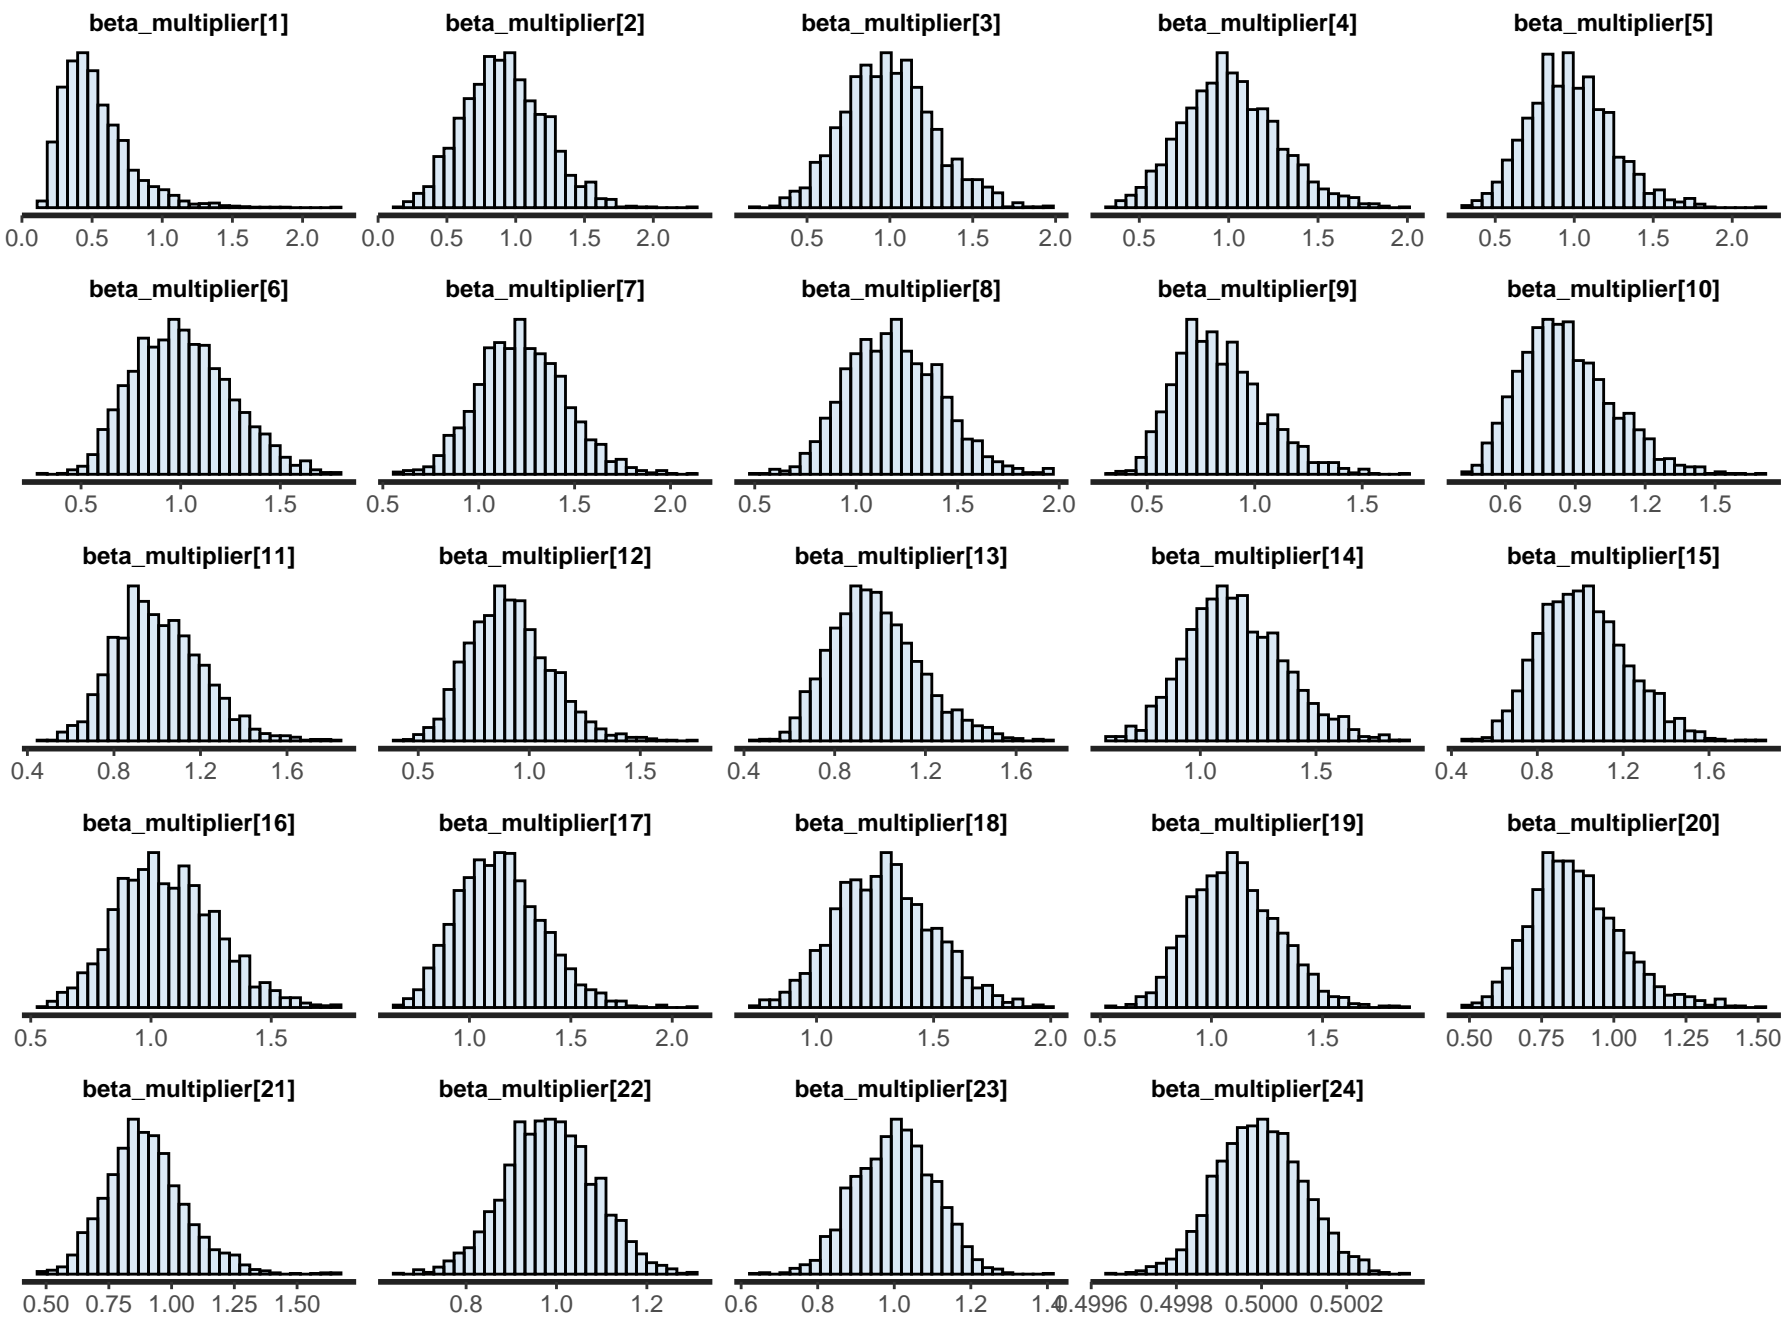 beta_multiplier[1] beta_multiplier[2] beta_multiplier[3] beta_multiplier[4] beta_multiplier[5]
0.0 0.5 1.0 1.5 2.0 0.0 0.5 1.0 1.5 2.0 0.5 1.0 1.5 2.0 0.5 1.0 1.5 2.0 0.5 1.0 1.5 2.0
beta_multiplier[6] beta_multiplier[7] beta_multiplier[8] beta_multiplier[9] beta_multiplier[10]
0.5 1.0 1.5 0.5 1.0 1.5 2.0 0.5 1.0 1.5 2.0 0.5 1.0 1.5 0.6 0.9 1.2 1.5
beta_multiplier[11] beta_multiplier[12] beta_multiplier[13] beta_multiplier[14] beta_multiplier[15]
0.4 0.8 1.2 1.6 0.5 1.0 1.5 0.4 0.8 1.2 1.6 1.0 1.5 0.4 0.8 1.2 1.6
beta_multiplier[16] beta_multiplier[17] beta_multiplier[18] beta_multiplier[19] beta_multiplier[20]
0.5 1.0 1.5 1.0 1.5 2.0 1.0 1.5 2.0 0.5 1.0 1.5 0.50 0.75 1.00 1.25 1.50
beta_multiplier[21] beta_multiplier[22] beta_multiplier[23] beta_multiplier[24]
0.50 0.75 1.00 1.25 1.50 0.8 1.0 1.2 0.6 0.8 1.0 1.2 1.4 0.4996 0.4998 0.5000 0.5002